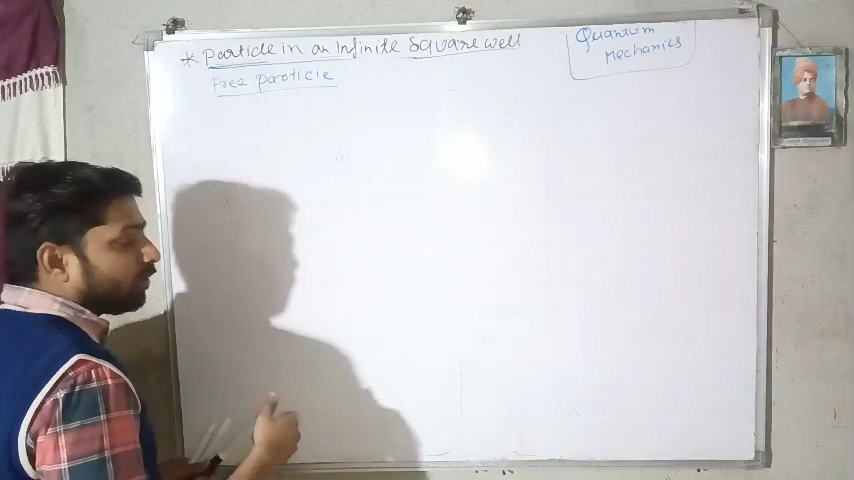 * Particle in an Infinite Square well
Free particle
Quantum
Mechanics